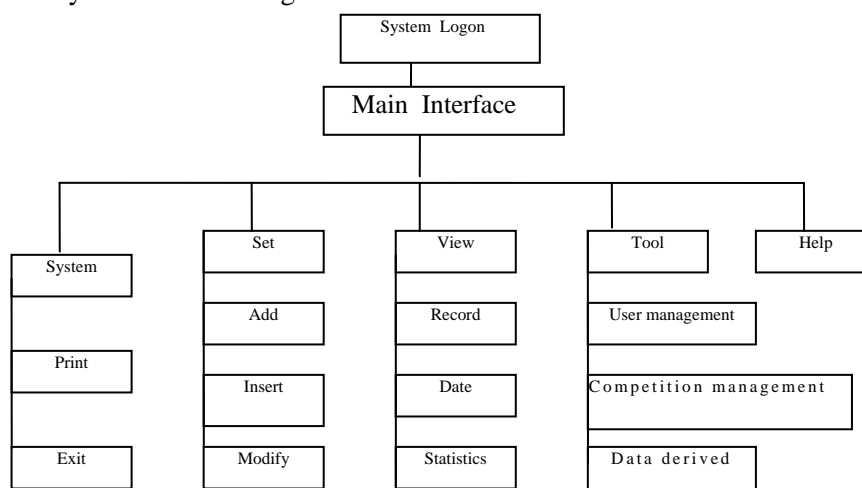 System Logon
Main Interface
Set
View
Tool
Help
System
Add
Record
User management
Print
Insert
Date
Competition management
Exit
Modify
Statistics
Data derived